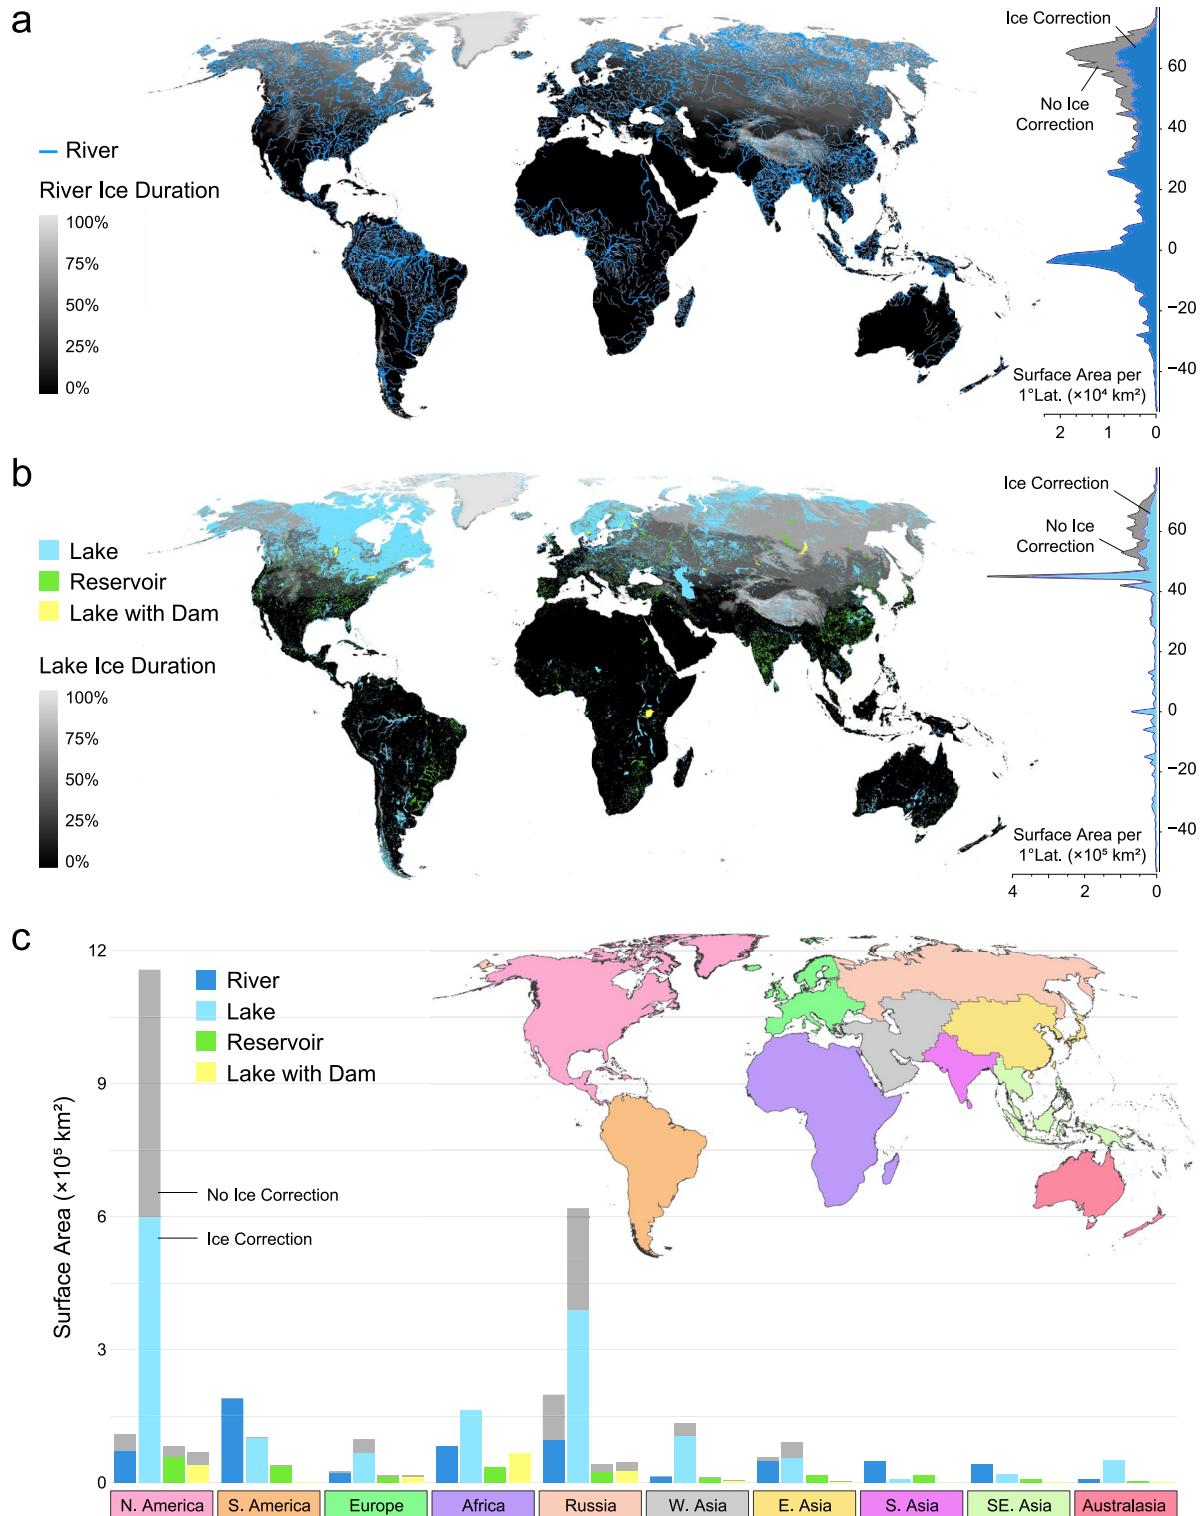 a
Ice Correction
60
No Ice
Correction
40
River
River Ice Duration
100%
75%
50%
25%
0%
20
0
−20
−40
Surface Area per
1°Lat. (×10⁴ km²)
2 1 0
b
Ice Correction
60
No Ice
Correction
40
Lake
Reservoir
Lake with Dam
Lake Ice Duration
100%
75%
50%
25%
0%
20
0
−20
−40
Surface Area per
1°Lat. (×10⁵ km²)
4 2 0
c
12
9
6
3
0
Surface Area (×10⁵ km²)
River
Lake
Reservoir
Lake with Dam
No Ice Correction
Ice Correction
N. America S. America Europe Africa Russia W. Asia E. Asia S. Asia SE. Asia Australasia